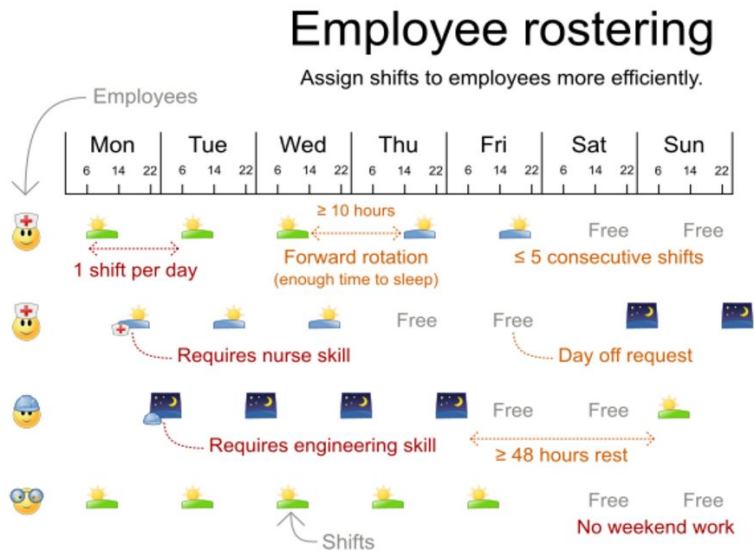 Employee rostering
Assign shifts to employees more efficiently.
Employees
Mon Tue Wed Thu Fri Sat Sun
6 14 22 6 14 22 6 14 22 6 14 22 6 14 22 6 14 22 6 14 22
≥ 10 hours
Free Free
1 shift per day
Forward rotation
(enough time to sleep)
≤ 5 consecutive shifts
Free Free
Requires nurse skill
Day off request
Free Free
Requires engineering skill
≥ 48 hours rest
Free Free
No weekend work
Shifts